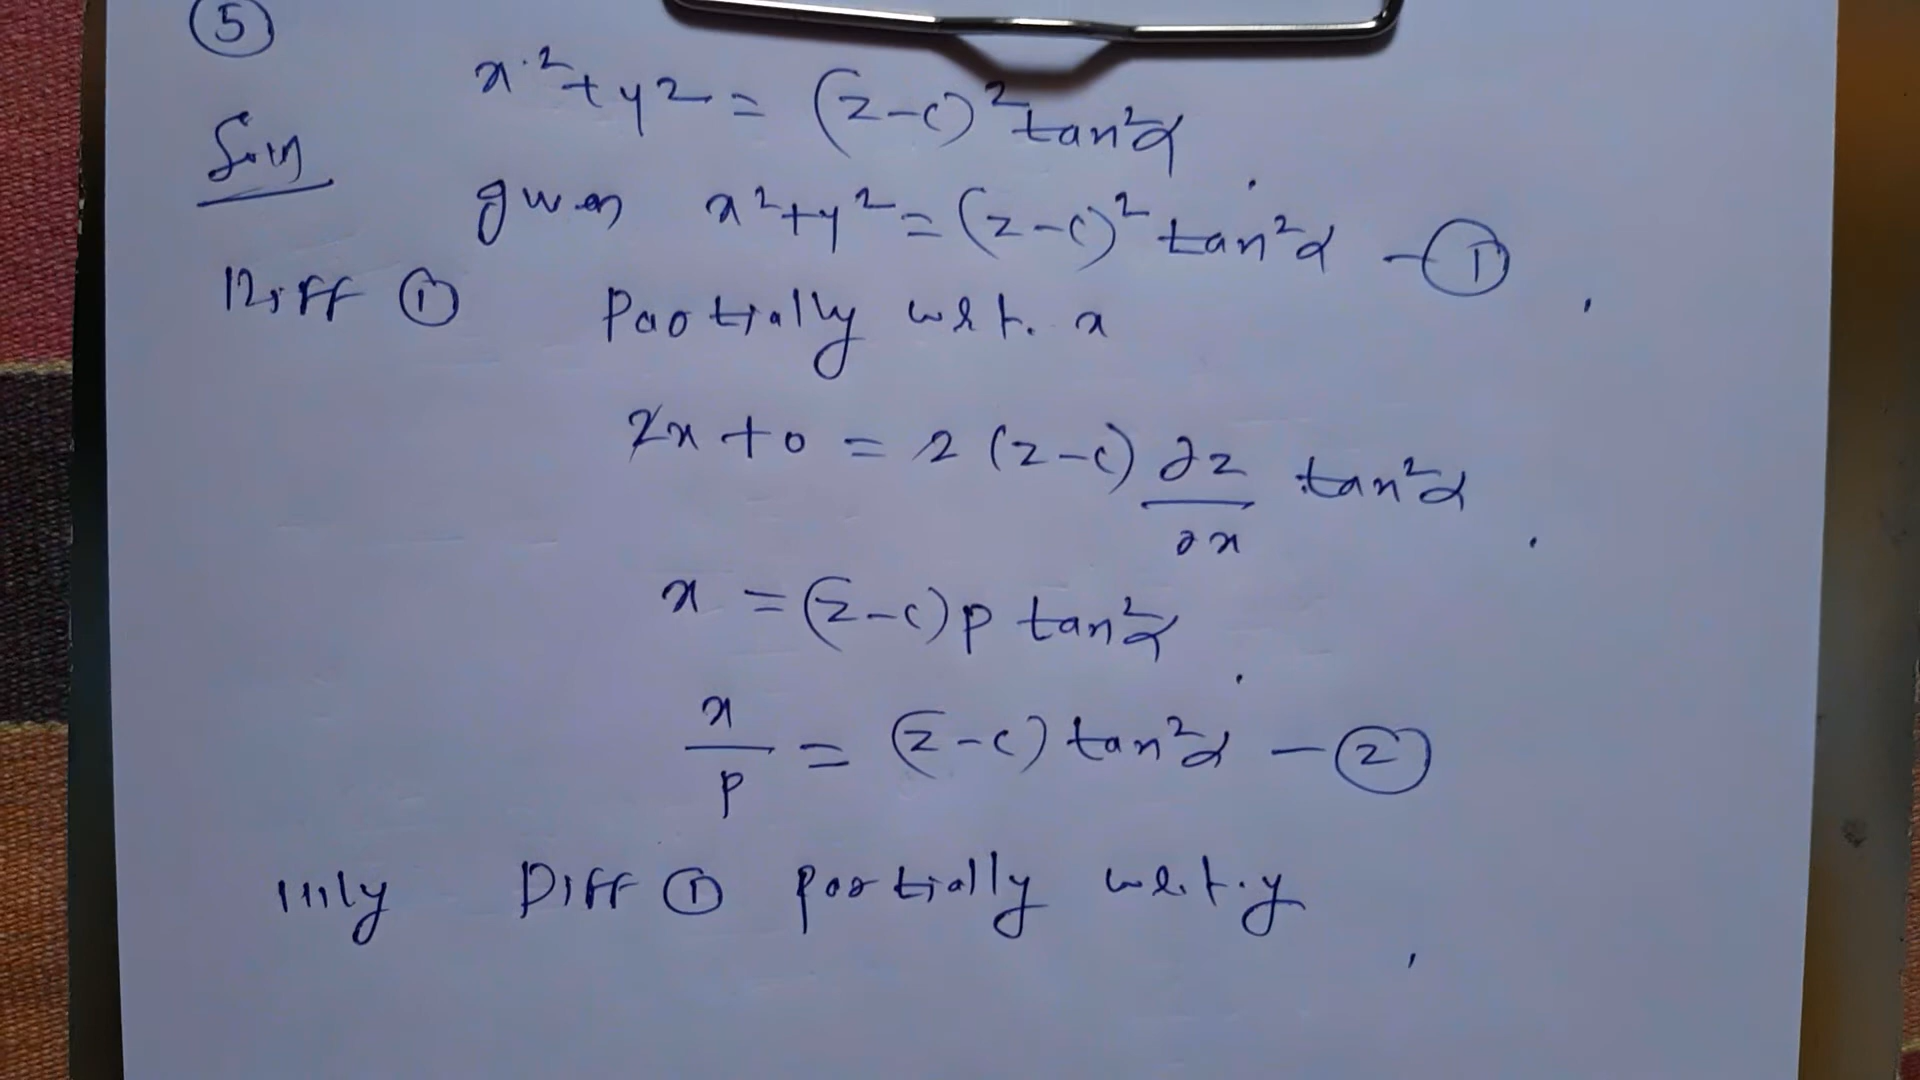 ⑤
x² + y² = (z-c)² tan²α
Soln
given x² + y² = (z-c)² tan²α - ①
Diff ① Partially w.r.t. x
2x + 0 = 2 (z-c) ∂z/∂x tan²α
x = (z-c) p tan²α
x/p = (z-c) tan²α - ②
lllly Diff ① partially w.r.t. y